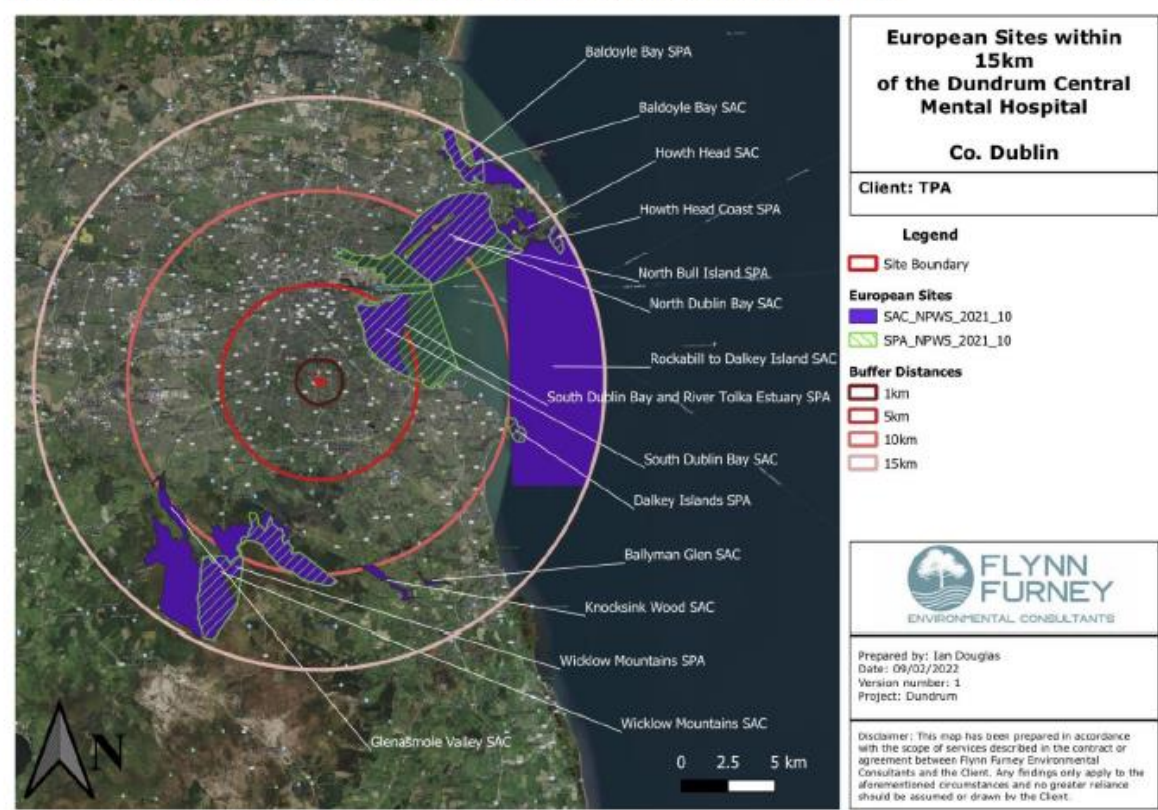 Baldoyle Bay SPA
Baldoyle Bay SAC
Howth Head SAC
Howth Head Coast SPA
North Bull Island SPA
North Dublin Bay SAC
Rockabill to Dalkey Island SAC
South Dublin Bay and River Tolka Estuary SPA
South Dublin Bay SAC
Dalkey Islands SPA
Ballyman Glen SAC
Knocksink Wood SAC
Wicklow Mountains SPA
Wicklow Mountains SAC
Glenasmole Valley SAC
N
0 2.5 5 km
European Sites within
15km
of the Dundrum Central
Mental Hospital
Co. Dublin
Client: TPA
Legend
Site Boundary
European Sites
SAC_NPWS_2021_10
SPA_NPWS_2021_10
Buffer Distances
1km
5km
10km
15km
FLYNN
FURNEY
ENVIRONMENTAL CONSULTANTS
Prepared by: Ian Douglas
Date: 09/02/2022
Version number: 1
Project: Dundrum
Disclaimer: This map has been prepared in accordance
with the scope of services described in the contract or
agreement between Flynn Furney Environmental
Consultants and the Client. Any findings only apply to the
aforementioned circumstances and no greater reliance
should be assumed or drawn by the Client.